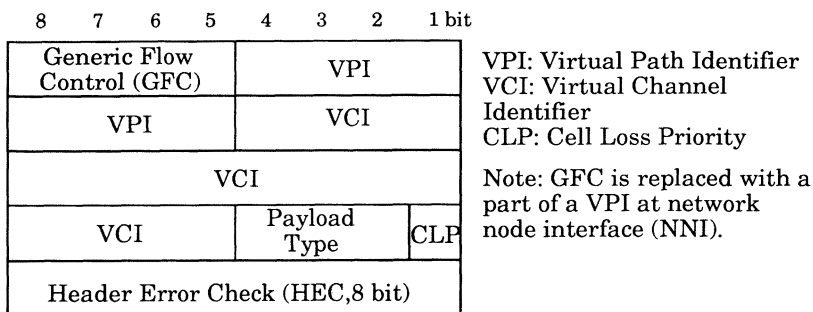 8 7 6 5 4 3 2 1 bit
Generic Flow
Control (GFC)
VPI
VPI
VCI
VCI
VCI
Payload
Type
CLP
Header Error Check (HEC,8 bit)
VPI: Virtual Path Identifier
VCI: Virtual Channel
Identifier
CLP: Cell Loss Priority
Note: GFC is replaced with a
part of a VPI at network
node interface (NNI).